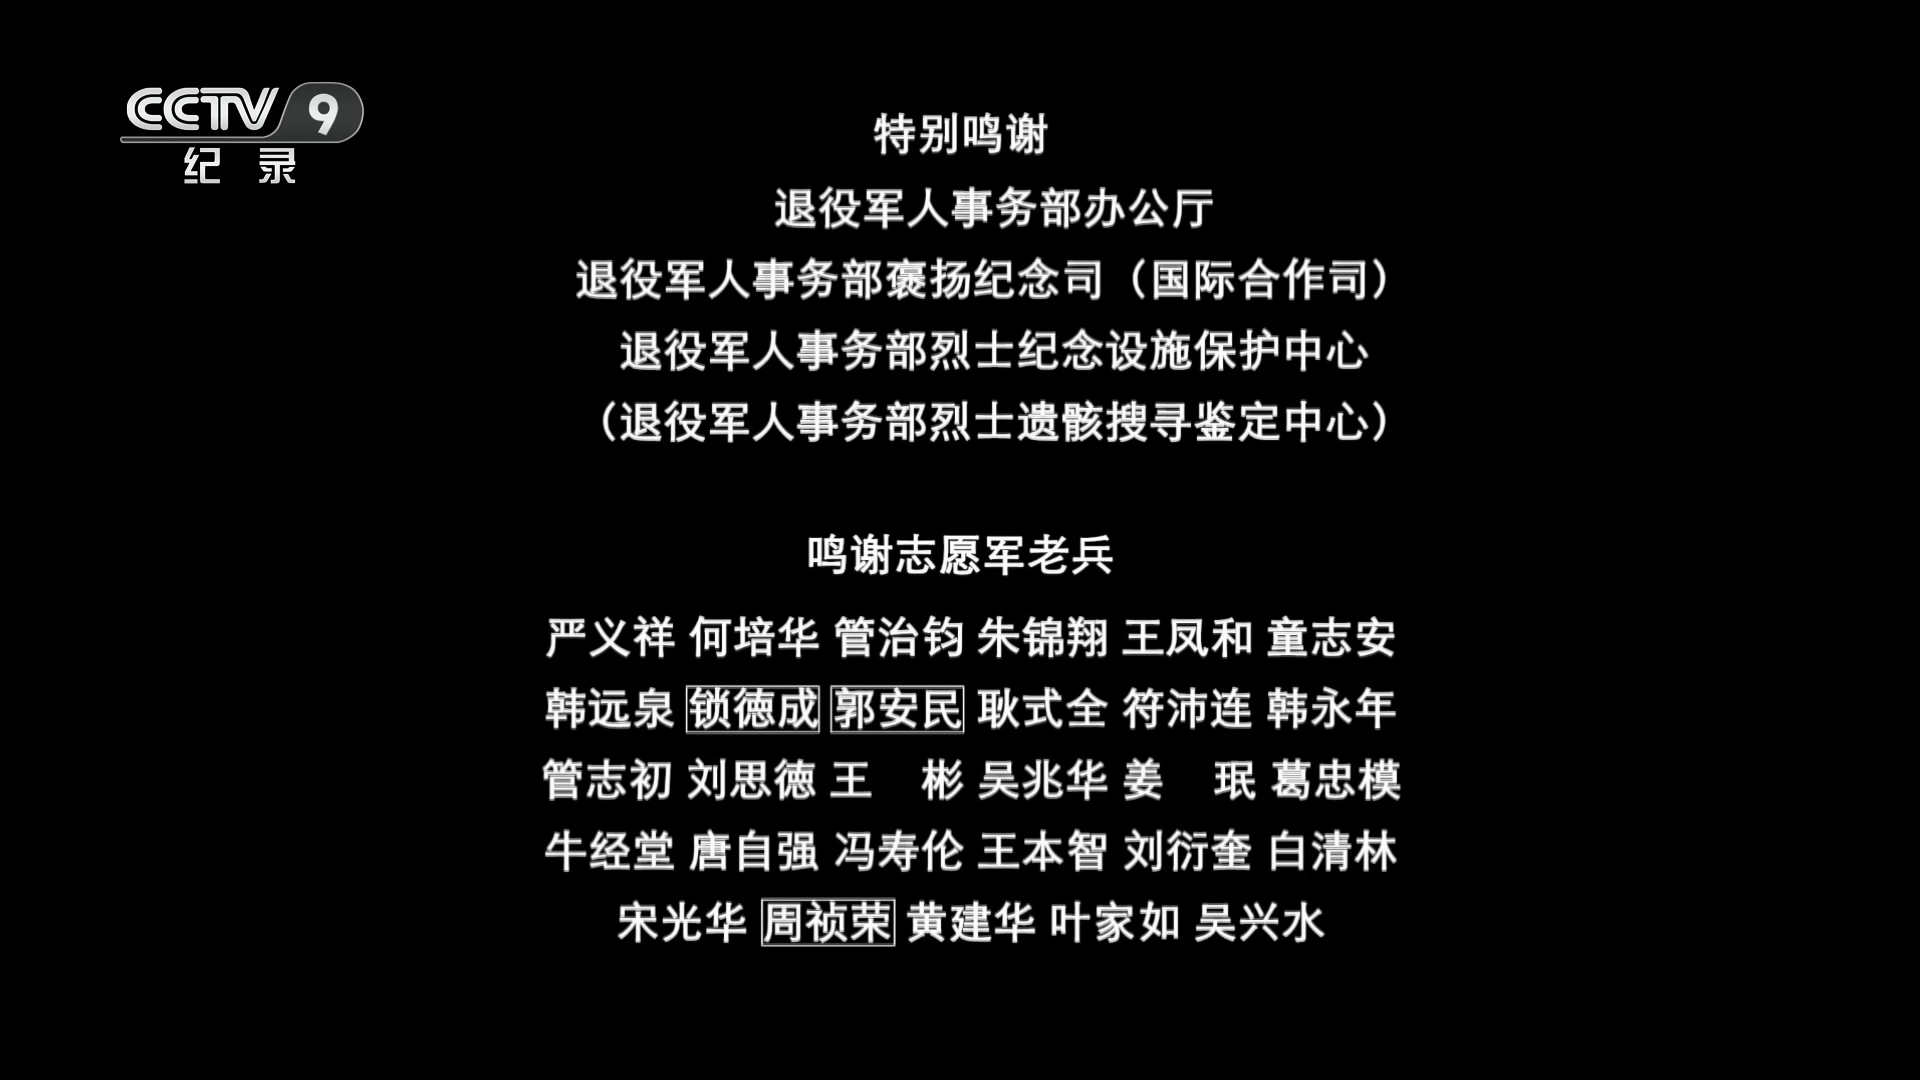 CCTV 9
纪 录
特别鸣谢
退役军人事务部办公厅
退役军人事务部褒扬纪念司（国际合作司）
退役军人事务部烈士纪念设施保护中心
（退役军人事务部烈士遗骸搜寻鉴定中心）
鸣谢志愿军老兵
严义祥 何培华 管治钧 朱锦翔 王凤和 童志安
韩远泉 锁德成 郭安民 耿式全 符沛连 韩永年
管志初 刘思德 王　彬 吴兆华 姜　珉 葛忠模
牛经堂 唐自强 冯寿伦 王本智 刘衍奎 白清林
宋光华 周祯荣 黄建华 叶家如 吴兴水